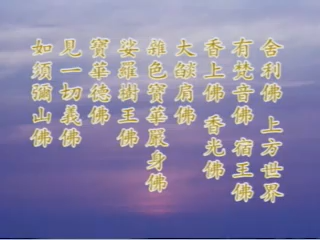 舍利佛 上方世界
有梵音佛 宿王佛
香上佛 香光佛
大燄肩佛
雜色寶華嚴身佛
娑羅樹王佛
寶華德佛
見一切義佛
如須彌山佛